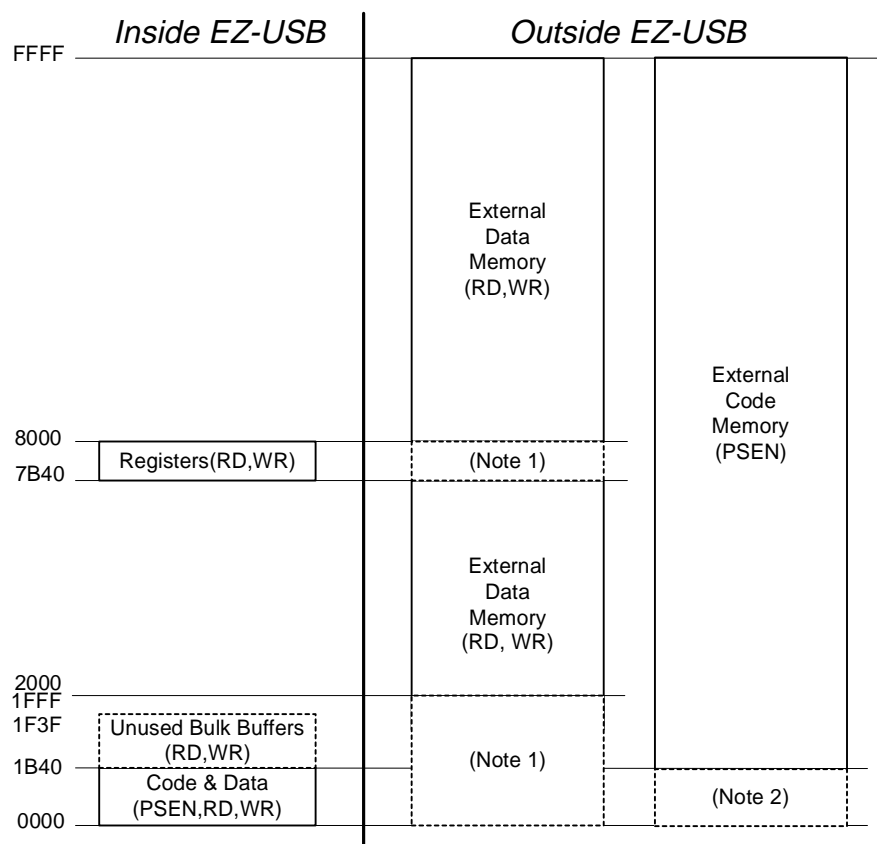 Inside EZ-USB
Outside EZ-USB
FFFF
External
Data
Memory
(RD,WR)
External
Code
Memory
(PSEN)
8000
Registers(RD,WR)
(Note 1)
7B40
External
Data
Memory
(RD, WR)
2000
1FFF
1F3F
Unused Bulk Buffers
(RD,WR)
(Note 1)
1B40
Code & Data
(PSEN,RD,WR)
(Note 2)
0000